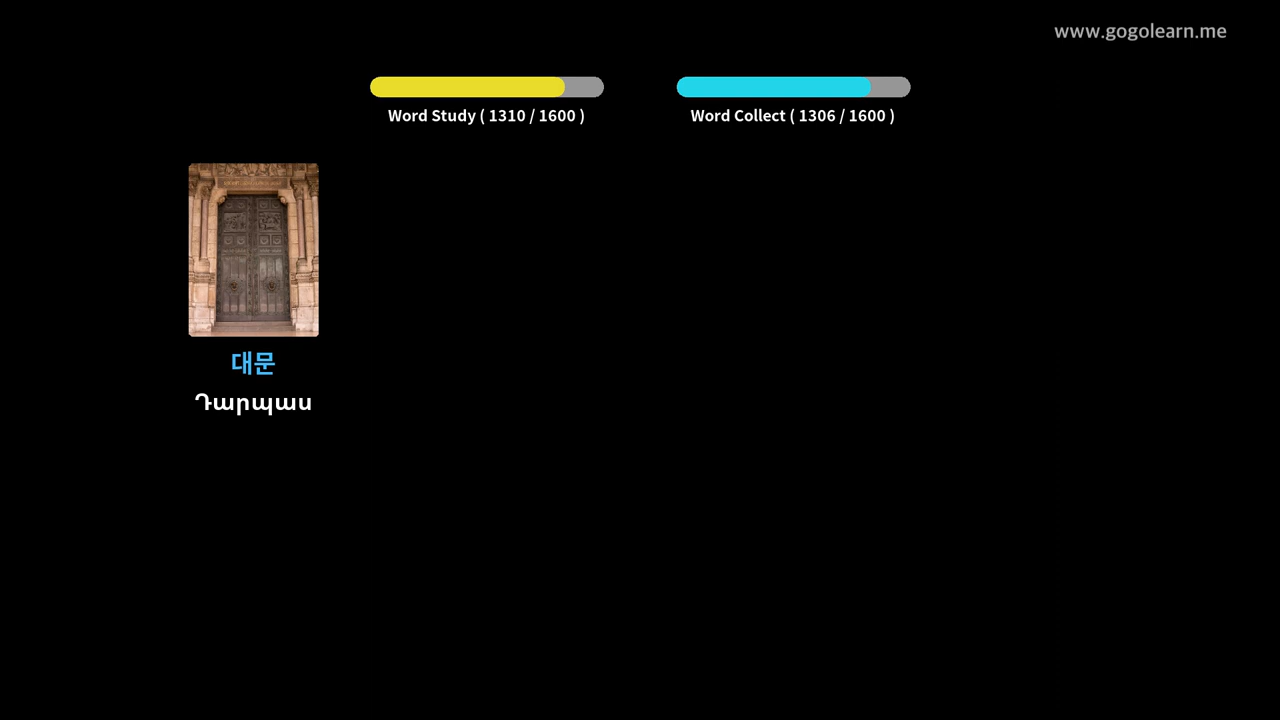 www.gogolearn.me
Word Study ( 1310 / 1600 )
Word Collect ( 1306 / 1600 )
대문
Դարպաս